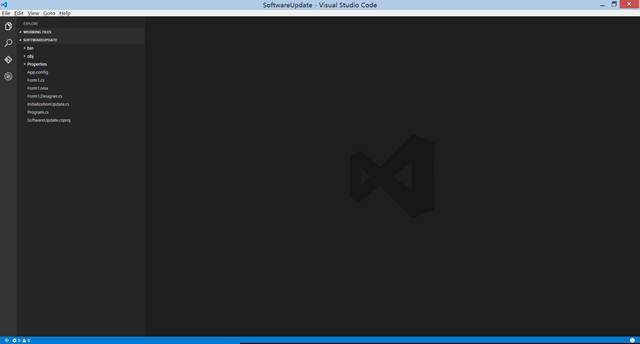 SoftwareUpdate - Visual Studio Code
File Edit View Goto Help
EXPLORE
WORKING FILES
SOFTWAREUPDATE
bin
obj
Properties
App.config
Form1.cs
Form1.resx
Form1.Designer.cs
InitializationUpdate.cs
Program.cs
SoftwareUpdate.csproj
0 0